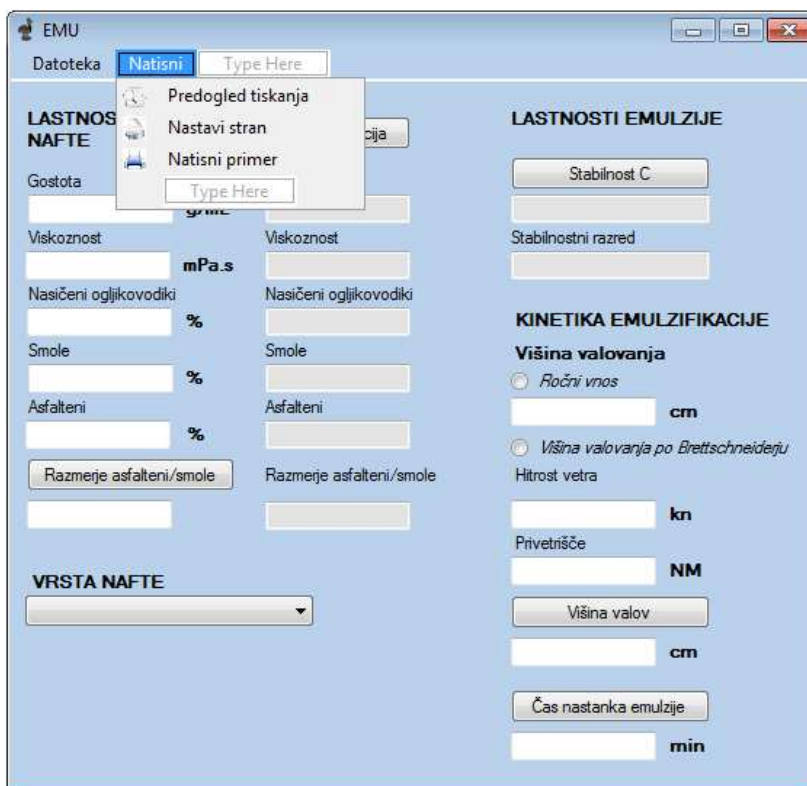 EMU
Datoteka Natisni Type Here
Predogled tiskanja
Nastavi stran
Natisni primer
Type Here
LASTNOS
NAFTE
cija
Gostota
g/mL
Viskoznost
mPa.s
Nasičeni ogljikovodiki
%
Smole
%
Asfalteni
%
Razmerje asfalteni/smole
Viskoznost
Nasičeni ogljikovodiki
Smole
Asfalteni
Razmerje asfalteni/smole
VRSTA NAFTE
LASTNOSTI EMULZIJE
Stabilnost C
Stabilnostni razred
KINETIKA EMULZIFIKACIJE
Višina valovanja
Ročni vnos
cm
Višina valovanja po Brettschneiderju
Hitrost vetra
kn
Privetrišče
NM
Višina valov
cm
Čas nastanka emulzije
min